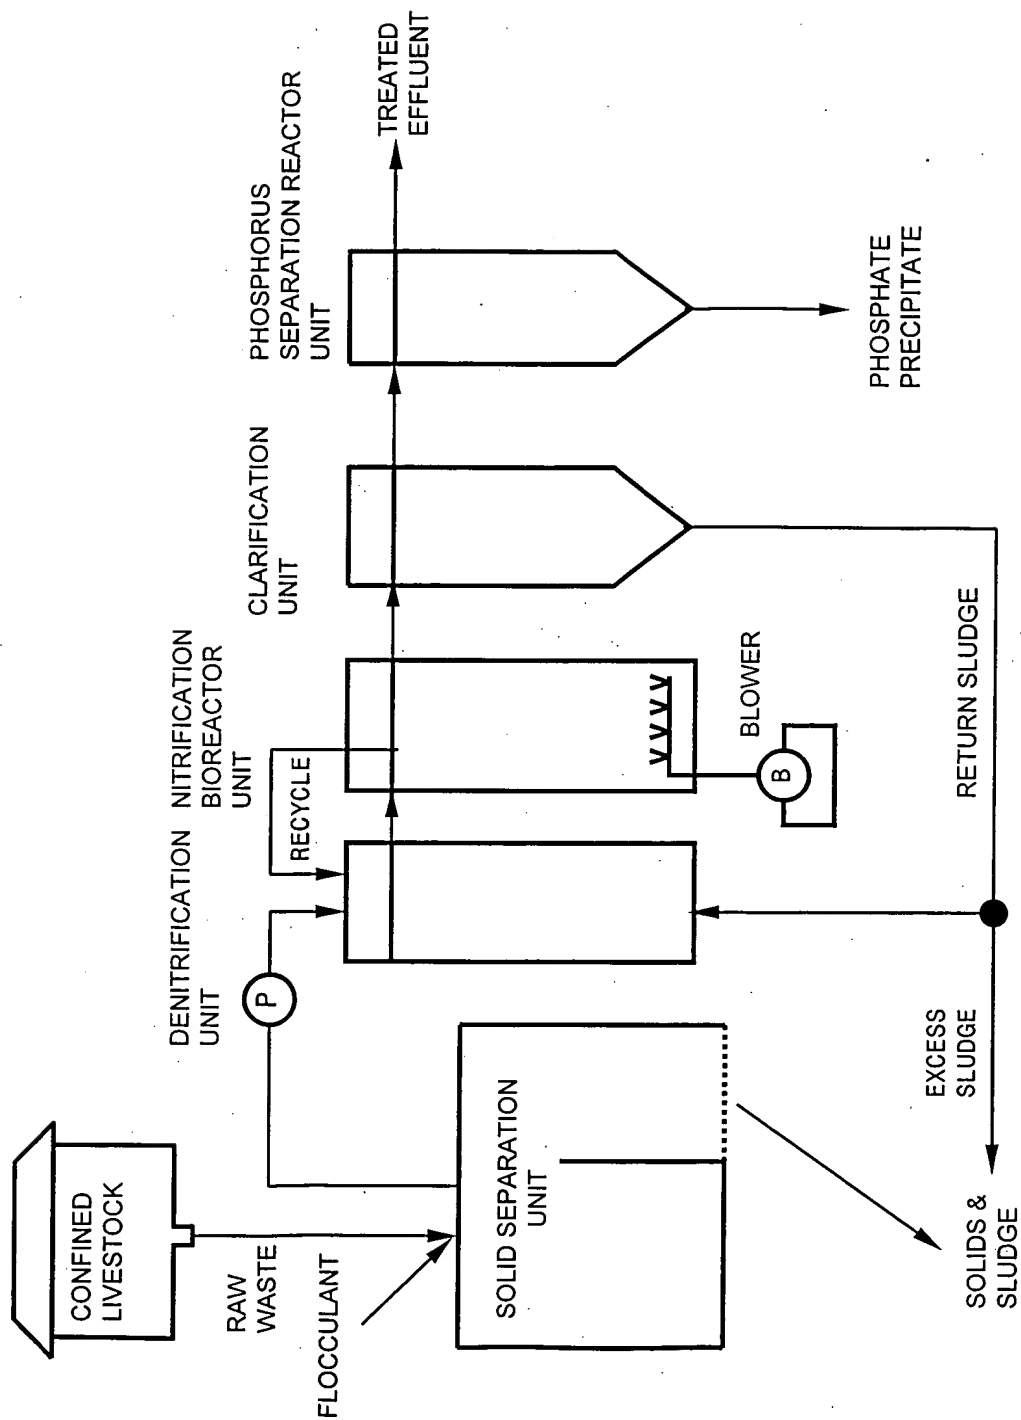 CONFINED
LIVESTOCK
RAW
WASTE
FLOCCULANT
SOLID SEPARATION
UNIT
SOLIDS &
SLUDGE
P
DENITRIFICATION
UNIT
RECYCLE
NITRIFICATION
BIOREACTOR
UNIT
B
BLOWER
EXCESS
SLUDGE
RETURN SLUDGE
CLARIFICATION
UNIT
PHOSPHORUS
SEPARATION REACTOR
UNIT
PHOSPHATE
PRECIPITATE
TREATED
EFFLUENT